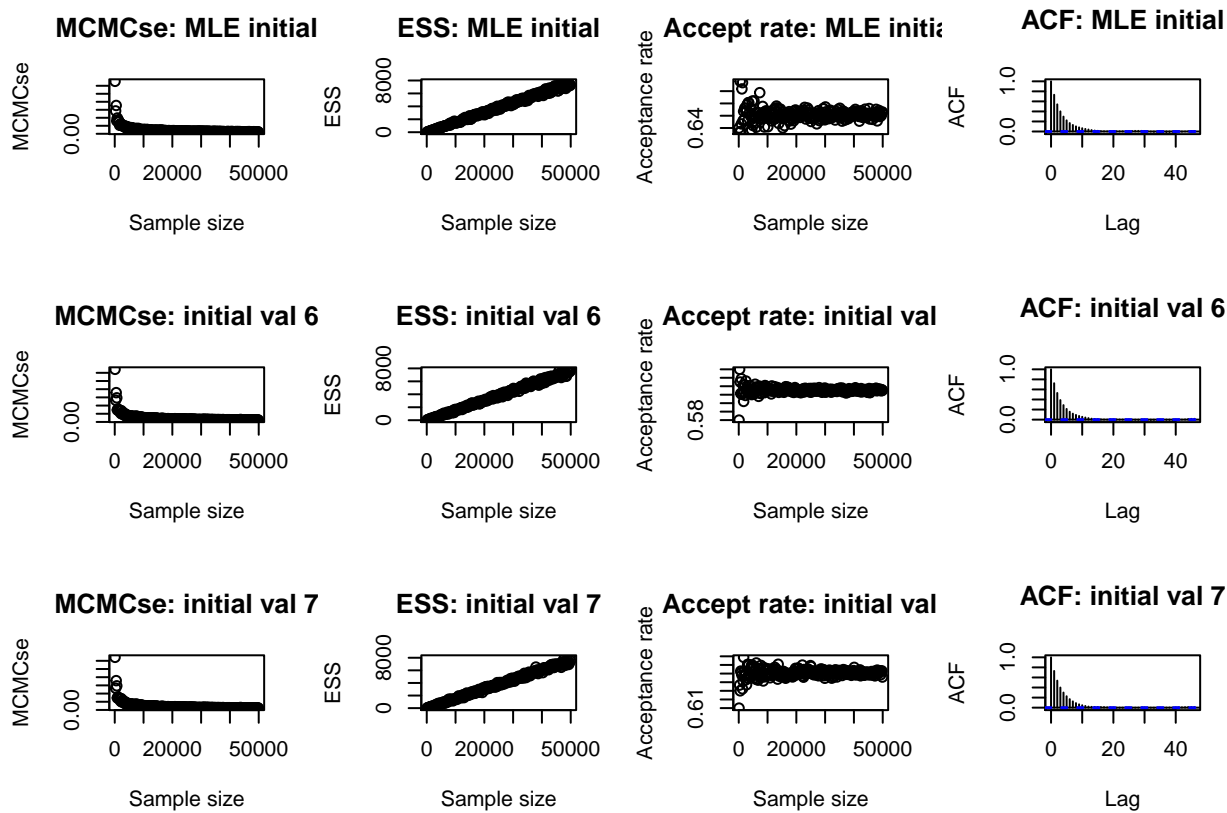 MCMCse: MLE initial
MCMCse
0.00
0 20000 50000
Sample size
ESS: MLE initial
ESS
0 8000
0 20000 50000
Sample size
Accept rate: MLE initia
Acceptance rate
0.64
0 20000 50000
Sample size
ACF: MLE initial
ACF
0.0 1.0
0 20 40
Lag
MCMCse: initial val 6
MCMCse
0.00
0 20000 50000
Sample size
ESS: initial val 6
ESS
0 8000
0 20000 50000
Sample size
Accept rate: initial val
Acceptance rate
0.58
0 20000 50000
Sample size
ACF: initial val 6
ACF
0.0 1.0
0 20 40
Lag
MCMCse: initial val 7
MCMCse
0.00
0 20000 50000
Sample size
ESS: initial val 7
ESS
0 8000
0 20000 50000
Sample size
Accept rate: initial val
Acceptance rate
0.61
0 20000 50000
Sample size
ACF: initial val 7
ACF
0.0 1.0
0 20 40
Lag